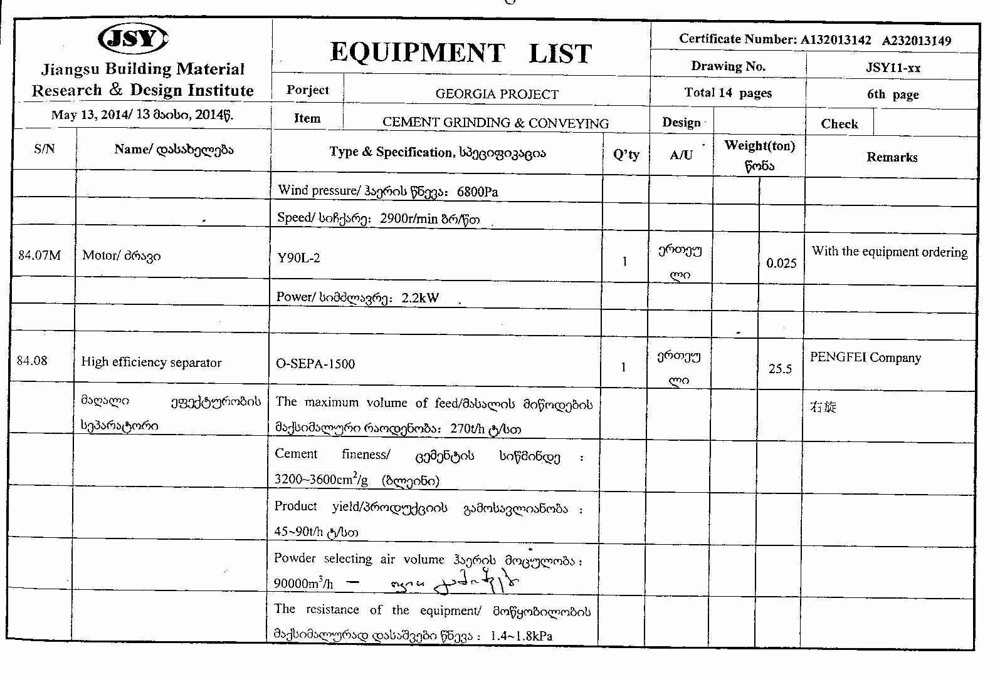 JSY
Jiangsu Building Material
Research & Design Institute
May 13, 2014/ 13 მაისი, 2014წ.
EQUIPMENT LIST
Porject GEORGIA PROJECT
Item CEMENT GRINDING & CONVEYING
Certificate Number: A132013142 A232013149
Drawing No. JSY11-xx
Total 14 pages 6th page
Design Check
S/N Name/ დასახელება Type & Specification, სპეციფიკაცია Q'ty A/U Weight(ton) Remarks
წონა
Wind pressure/ ჰაერის წნევა: 6800Pa
Speed/ სიჩქარე: 2900r/min ბრ/წთ
84.07M Motor/ ძრავი Y90L-2 1 ერთეუ 0.025 With the equipment ordering
ლი
Power/ სიმძლავრე: 2.2kW
84.08 High efficiency separator O-SEPA-1500 1 ერთეუ 25.5 PENGFEI Company
ლი
მაღალი ეფექტურობის The maximum volume of feed/მასალის მიწოდების 右旋
სეპარატორი მაქსიმალური რაოდენობა: 270t/h ტ/სთ
Cement fineness/ ცემენტის სიწმინდე :
3200~3600cm²/g (ბლეინი)
Product yield/პროდუქციის გამოსავლიანობა :
45~90t/h ტ/სთ
Powder selecting air volume ჰაერის მოცულობა :
90000m³/h —
The resistance of the equipment/ მოწყობილობის
მაქსიმალურად დასაშვები წნევა : 1.4~1.8kPa